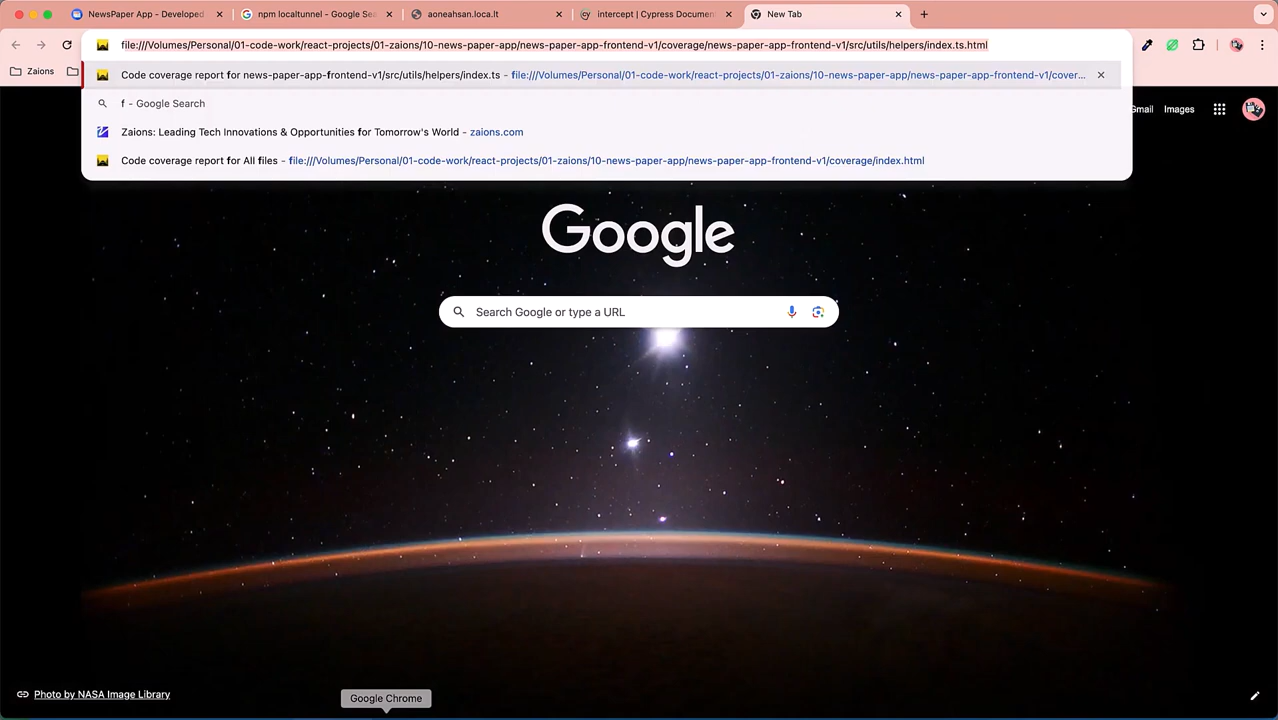 NewsPaper App - Developed
npm localtunnel - Google Sea
aoneahsan.loca.lt
intercept | Cypress Documen
New Tab
file:///Volumes/Personal/01-code-work/react-projects/01-zaions/10-news-paper-app/news-paper-app-frontend-v1/coverage/news-paper-app-frontend-v1/src/utils/helpers/index.ts.html
Zaions
Code coverage report for news-paper-app-frontend-v1/src/utils/helpers/index.ts - file:///Volumes/Personal/01-code-work/react-projects/01-zaions/10-news-paper-app/news-paper-app-frontend-v1/cover...
f - Google Search
Gmail Images
Zaions: Leading Tech Innovations & Opportunities for Tomorrow's World - zaions.com
Code coverage report for All files - file:///Volumes/Personal/01-code-work/react-projects/01-zaions/10-news-paper-app/news-paper-app-frontend-v1/coverage/index.html
Google
Search Google or type a URL
Photo by NASA Image Library
Google Chrome